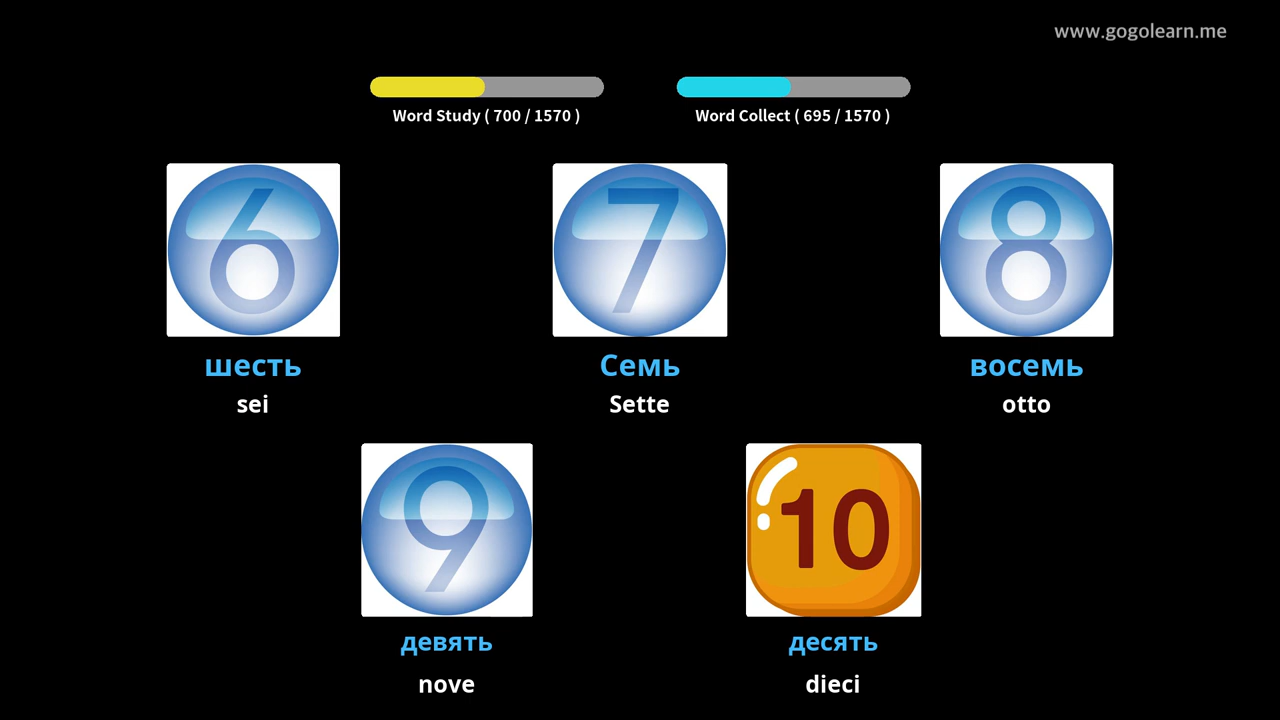 www.gogolearn.me
Word Study ( 700 / 1570 )
Word Collect ( 695 / 1570 )
6
7
8
шесть
Семь
восемь
sei
Sette
otto
9
10
девять
десять
nove
dieci